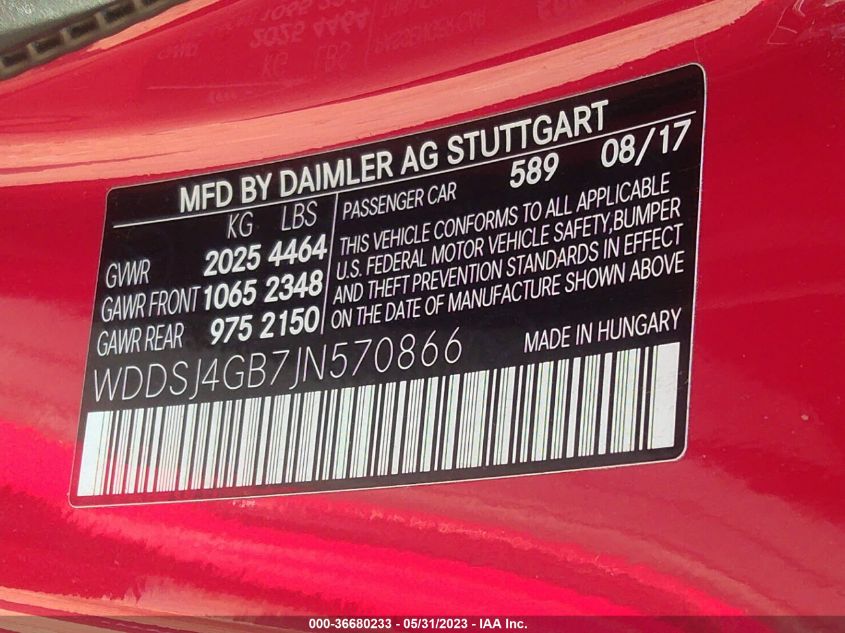 MFD BY DAIMLER AG STUTTGART
KG LBS
GVWR 2025 4464
GAWR FRONT 1065 2348
GAWR REAR 975 2150
PASSENGER CAR 589 08/17
THIS VEHICLE CONFORMS TO ALL APPLICABLE
U.S. FEDERAL MOTOR VEHICLE SAFETY,BUMPER
AND THEFT PREVENTION STANDARDS IN EFFECT
ON THE DATE OF MANUFACTURE SHOWN ABOVE
WDDSJ4GB7JN570866
MADE IN HUNGARY
000-36680233 - 05/31/2023 - IAA Inc.